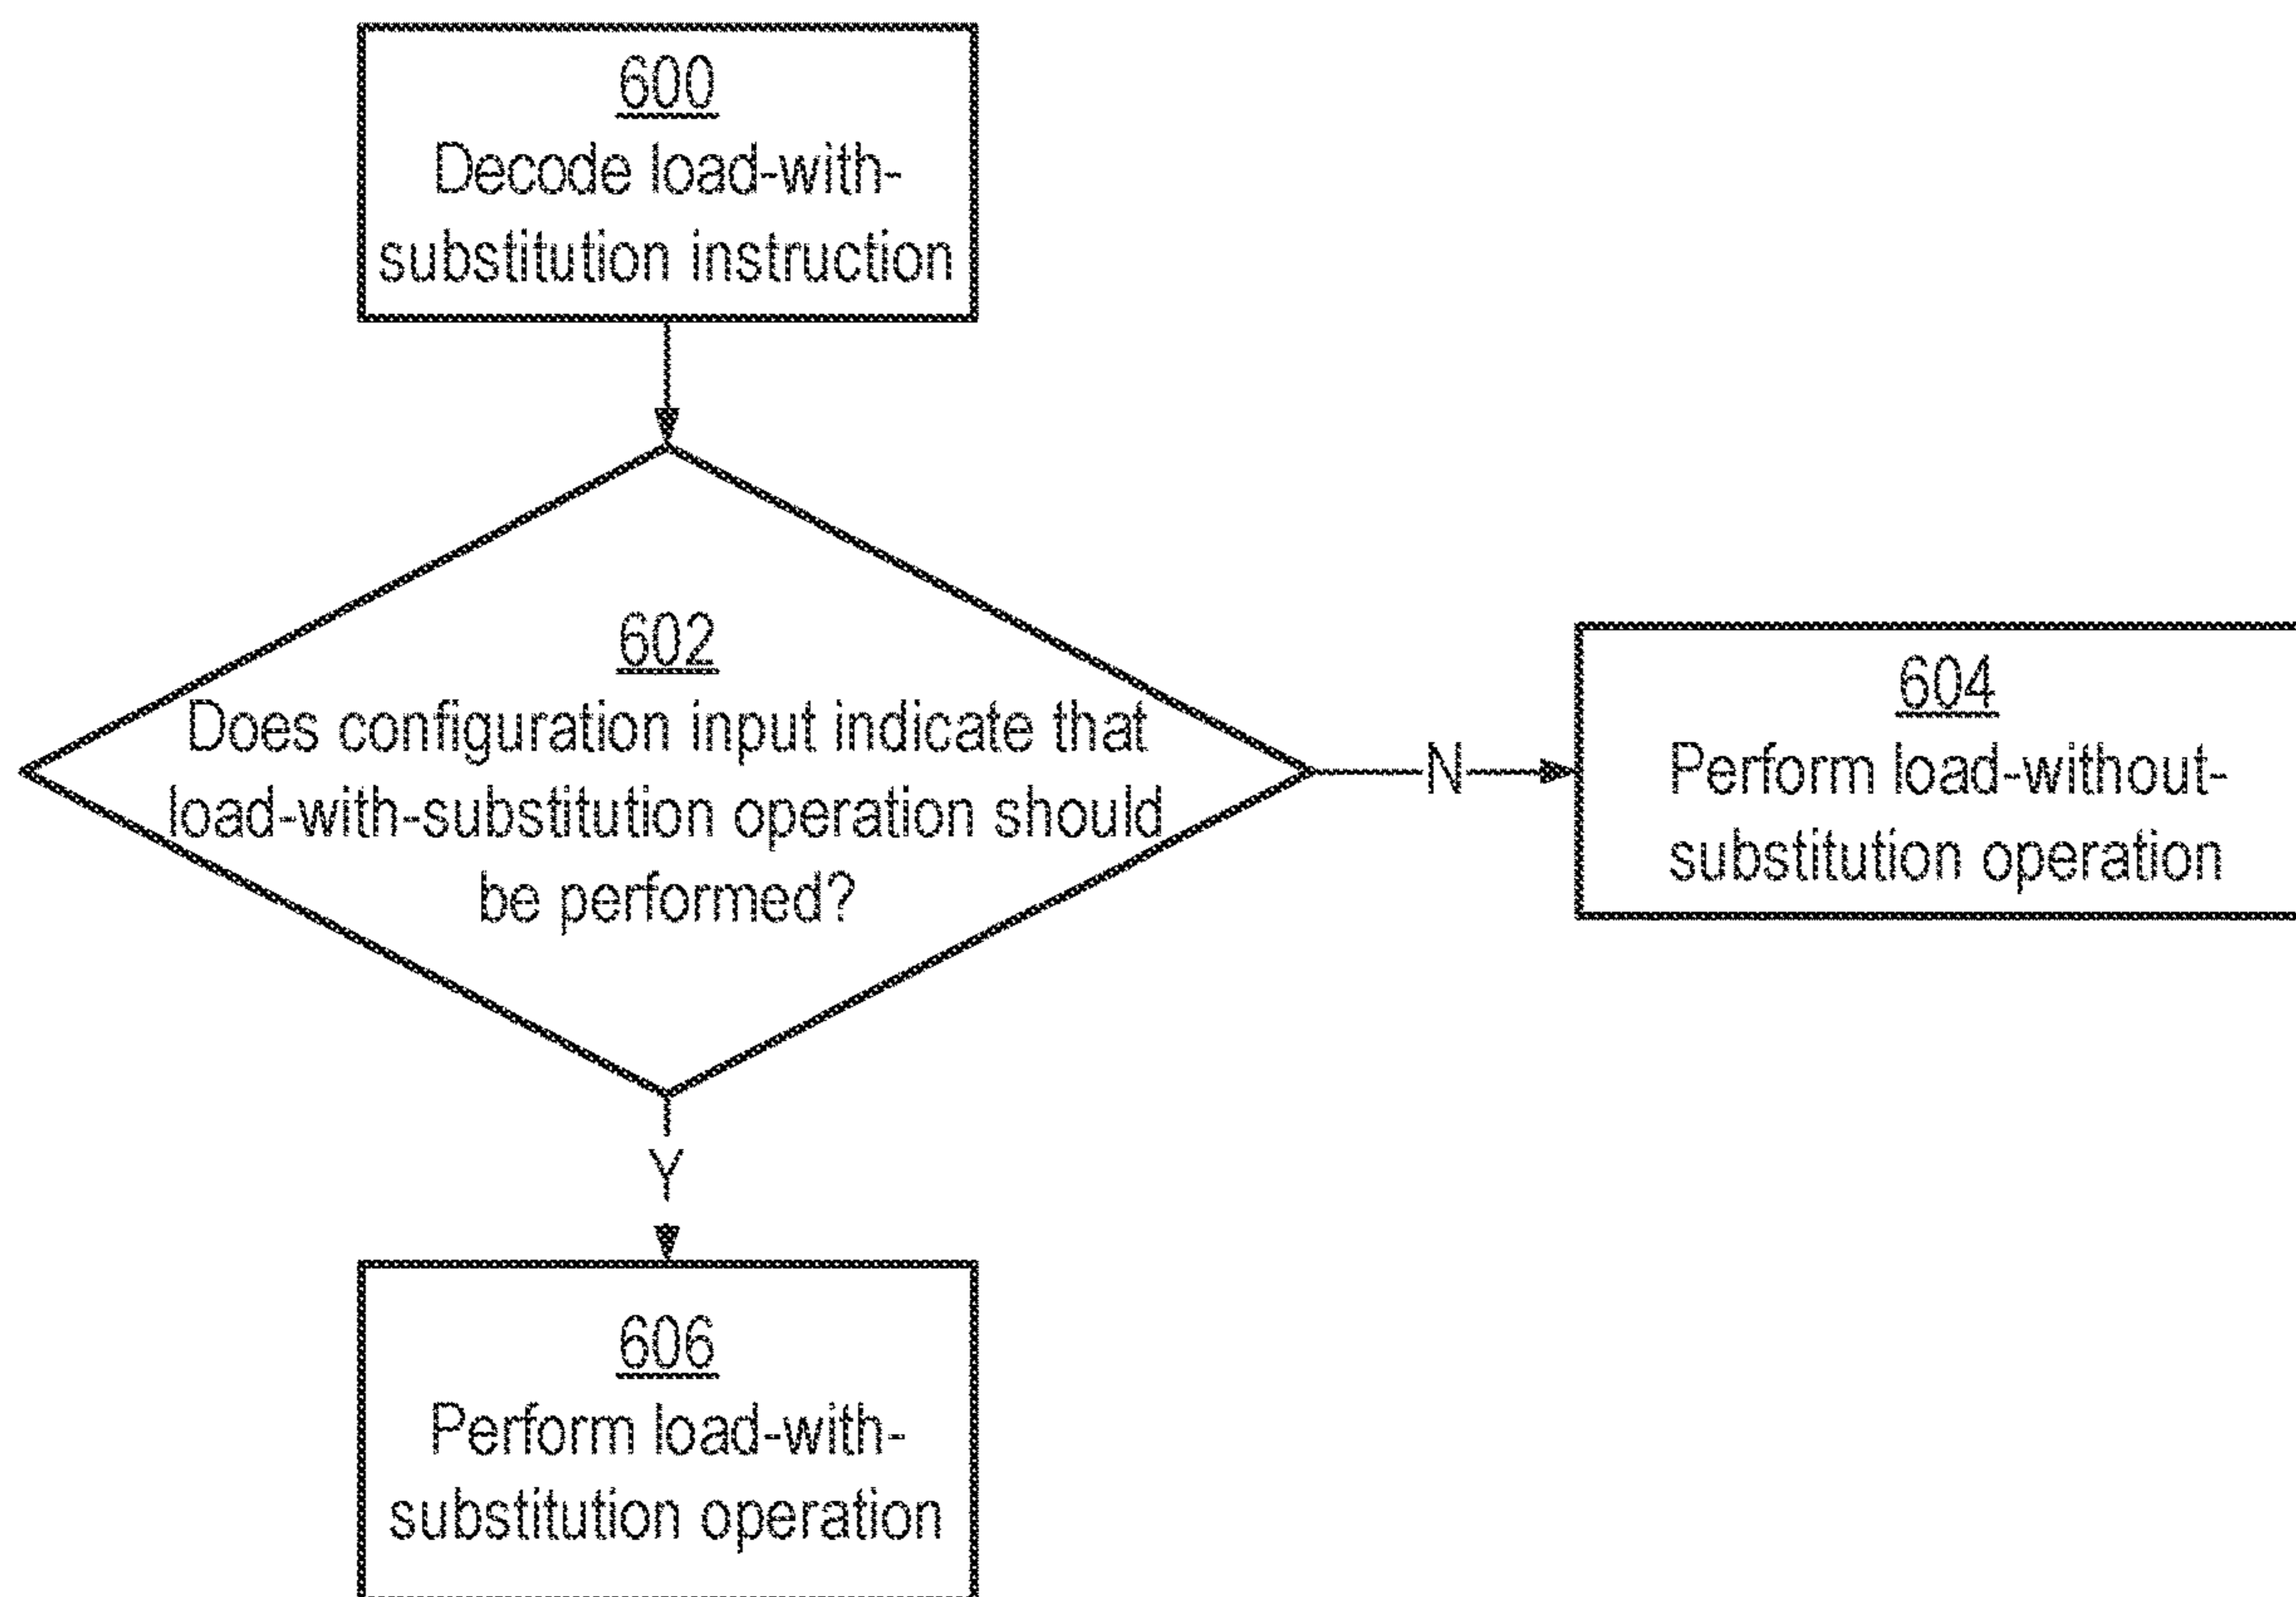 600
Decode load-with-
substitution instruction
602
Does configuration input indicate that
load-with-substitution operation should
be performed?
N
604
Perform load-without-
substitution operation
Y
606
Perform load-with-
substitution operation